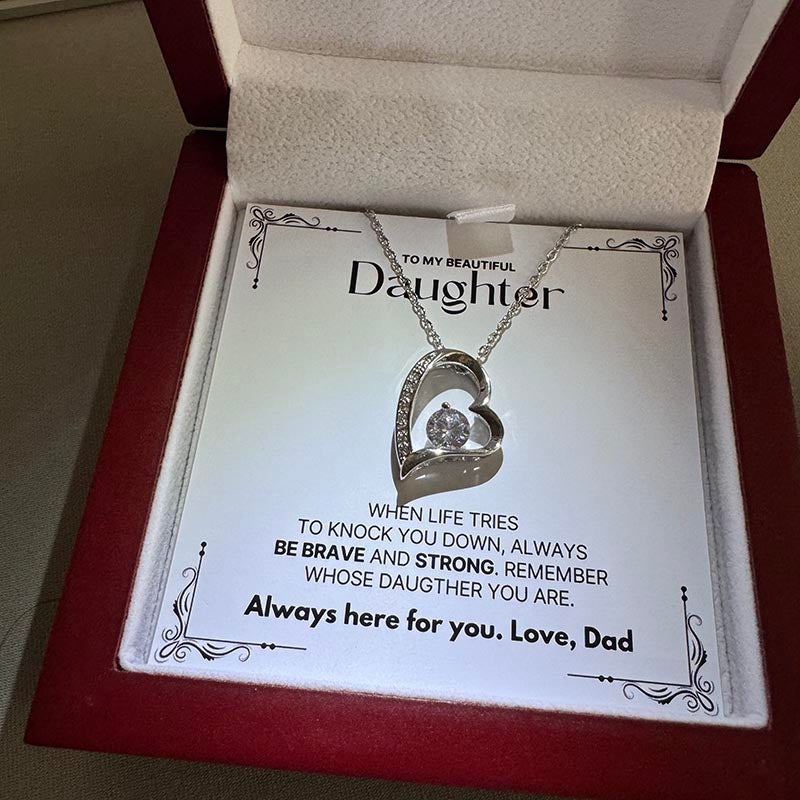 TO MY BEAUTIFUL
Daughter
WHEN LIFE TRIES
TO KNOCK YOU DOWN, ALWAYS
BE BRAVE AND STRONG. REMEMBER
WHOSE DAUGTHER YOU ARE.
Always here for you. Love, Dad